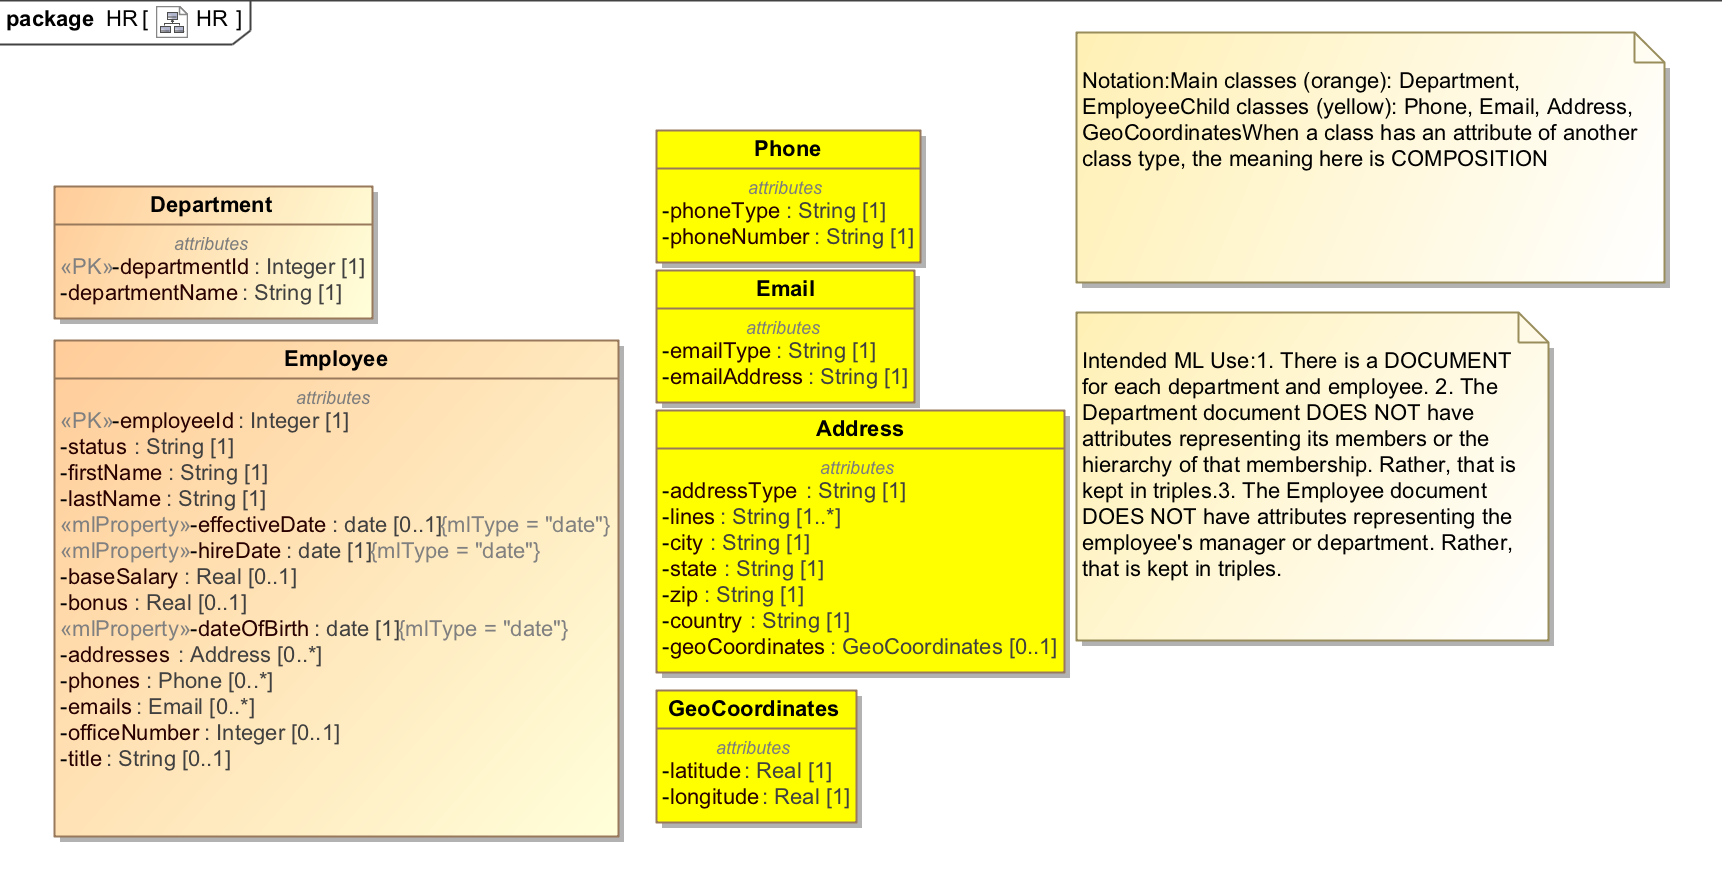 package HR [ HR ]
Department
attributes
«PK»-departmentId : Integer [1]
-departmentName : String [1]
Employee
attributes
«PK»-employeeId : Integer [1]
-status : String [1]
-firstName : String [1]
-lastName : String [1]
«mlProperty»-effectiveDate : date [0..1]{mlType = "date"}
«mlProperty»-hireDate : date [1]{mlType = "date"}
-baseSalary : Real [0..1]
-bonus : Real [0..1]
«mlProperty»-dateOfBirth : date [1]{mlType = "date"}
-addresses : Address [0..*]
-phones : Phone [0..*]
-emails : Email [0..*]
-officeNumber : Integer [0..1]
-title : String [0..1]
Phone
attributes
-phoneType : String [1]
-phoneNumber : String [1]
Email
attributes
-emailType : String [1]
-emailAddress : String [1]
Address
attributes
-addressType : String [1]
-lines : String [1..*]
-city : String [1]
-state : String [1]
-zip : String [1]
-country : String [1]
-geoCoordinates : GeoCoordinates [0..1]
GeoCoordinates
attributes
-latitude : Real [1]
-longitude : Real [1]
Notation:Main classes (orange): Department,
EmployeeChild classes (yellow): Phone, Email, Address,
GeoCoordinatesWhen a class has an attribute of another
class type, the meaning here is COMPOSITION
Intended ML Use:1. There is a DOCUMENT
for each department and employee. 2. The
Department document DOES NOT have
attributes representing its members or the
hierarchy of that membership. Rather, that is
kept in triples.3. The Employee document
DOES NOT have attributes representing the
employee's manager or department. Rather,
that is kept in triples.